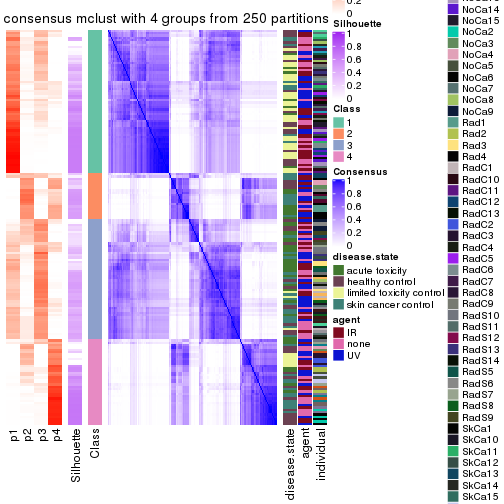 consensus mclust with 4 groups from 250 partitions
p1
p2
p3
p4
Silhouette
Class
disease.state
agent
individual
0.2
0
Silhouette
1
0.8
0.6
0.4
0.2
0
Class
1
2
3
4
Consensus
1
0.8
0.6
0.4
0.2
0
disease.state
acute toxicity
healthy control
limited toxicity control
skin cancer control
agent
IR
none
UV
NoCa14
NoCa15
NoCa2
NoCa3
NoCa4
NoCa5
NoCa6
NoCa7
NoCa8
NoCa9
Rad1
Rad2
Rad3
Rad4
RadC1
RadC10
RadC11
RadC12
RadC13
RadC2
RadC3
RadC4
RadC5
RadC6
RadC7
RadC8
RadC9
RadS10
RadS11
RadS12
RadS13
RadS14
RadS5
RadS6
RadS7
RadS8
RadS9
SkCa1
SkCa10
SkCa11
SkCa12
SkCa13
SkCa14
SkCa15